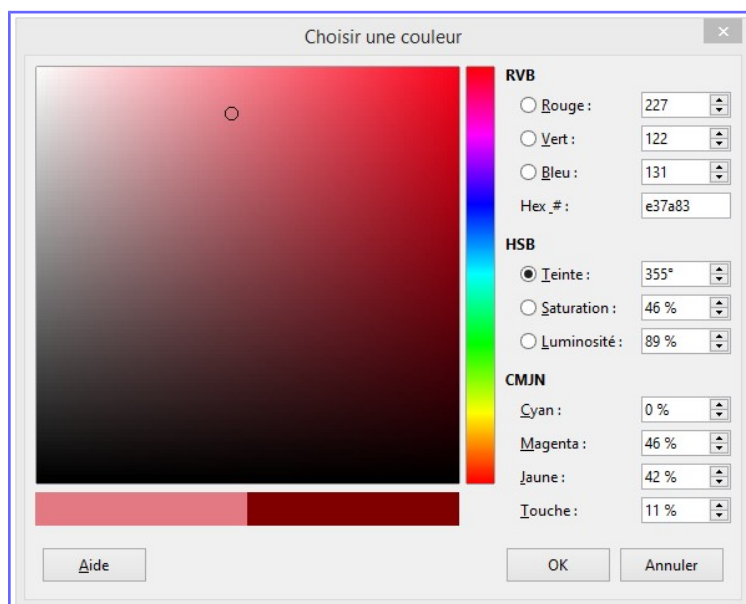 Choisir une couleur
RVB
Rouge : 227
Vert : 122
Bleu : 131
Hex _# : e37a83
HSB
Teinte : 355°
Saturation : 46 %
Luminosité : 89 %
CMJN
Cyan : 0 %
Magenta : 46 %
Jaune : 42 %
Touche : 11 %
Aide OK Annuler